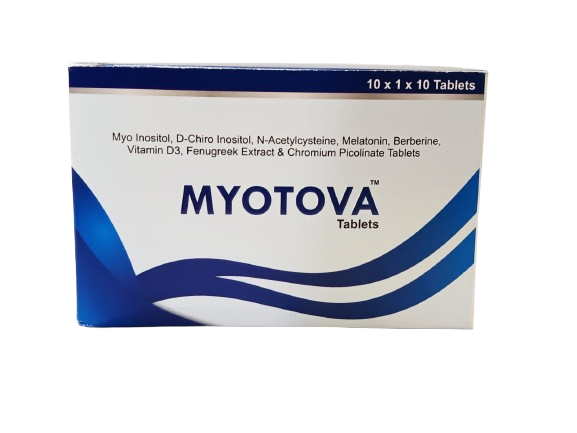 10 x 1 x 10 Tablets
Myo Inositol, D-Chiro Inositol, N-Acetylcysteine, Melatonin, Berberine,
Vitamin D3, Fenugreek Extract & Chromium Picolinate Tablets
MYOTOVA™
Tablets